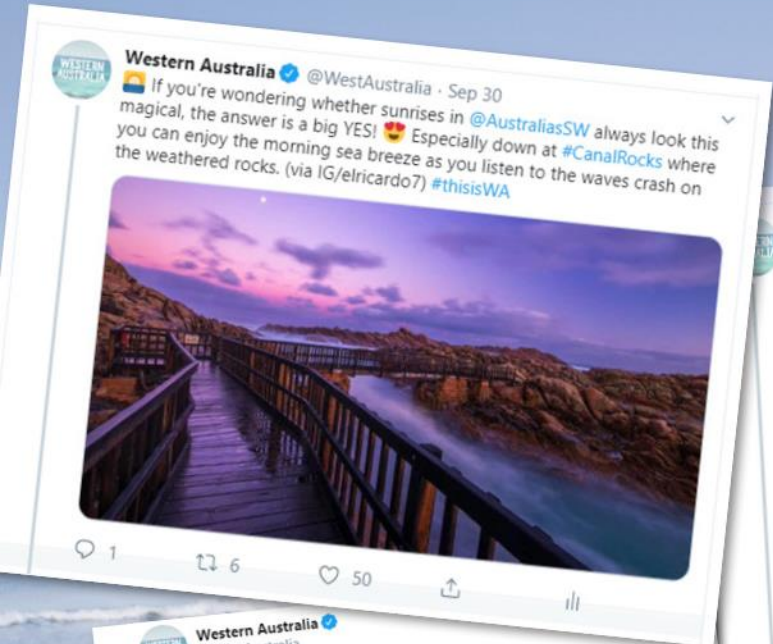 WESTERN
AUSTRALIA
Western Australia @WestAustralia · Sep 30
🌅 If you're wondering whether sunrises in @AustraliasSW always look this
magical, the answer is a big YES! 😍 Especially down at #CanalRocks where
you can enjoy the morning sea breeze as you listen to the waves crash on
the weathered rocks. (via IG/elricardo7) #thisisWA
1 6 50
Western Australia